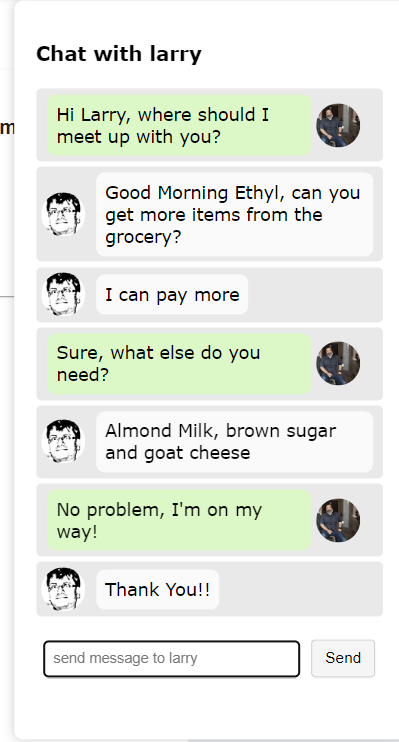 Chat with larry
Hi Larry, where should I
meet up with you?
m
Good Morning Ethyl, can you
get more items from the
grocery?
I can pay more
Sure, what else do you
need?
Almond Milk, brown sugar
and goat cheese
No problem, I'm on my
way!
Thank You!!
send message to larry
Send